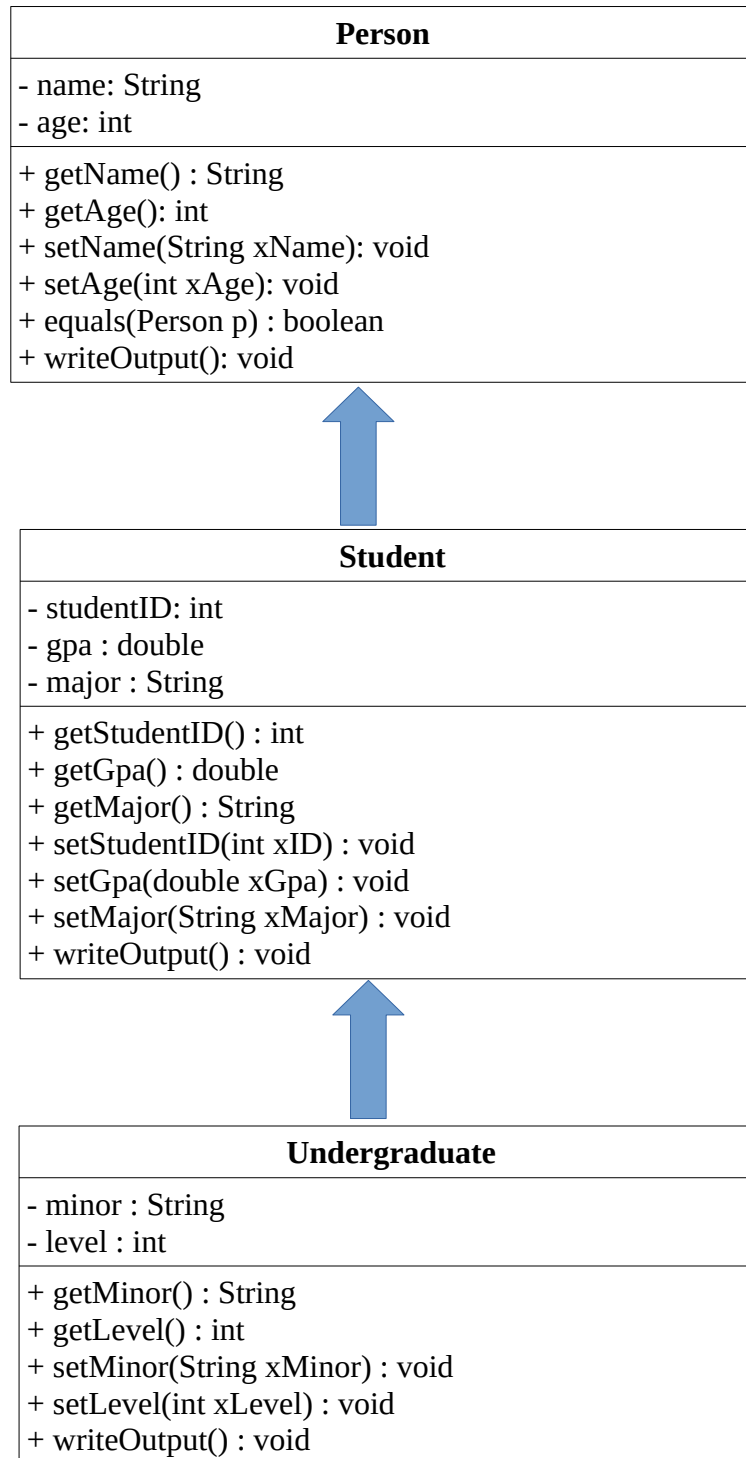 Person
- name: String
- age: int
+ getName() : String
+ getAge(): int
+ setName(String xName): void
+ setAge(int xAge): void
+ equals(Person p) : boolean
+ writeOutput(): void
Student
- studentID: int
- gpa : double
- major : String
+ getStudentID() : int
+ getGpa() : double
+ getMajor() : String
+ setStudentID(int xID) : void
+ setGpa(double xGpa) : void
+ setMajor(String xMajor) : void
+ writeOutput() : void
Undergraduate
- minor : String
- level : int
+ getMinor() : String
+ getLevel() : int
+ setMinor(String xMinor) : void
+ setLevel(int xLevel) : void
+ writeOutput() : void